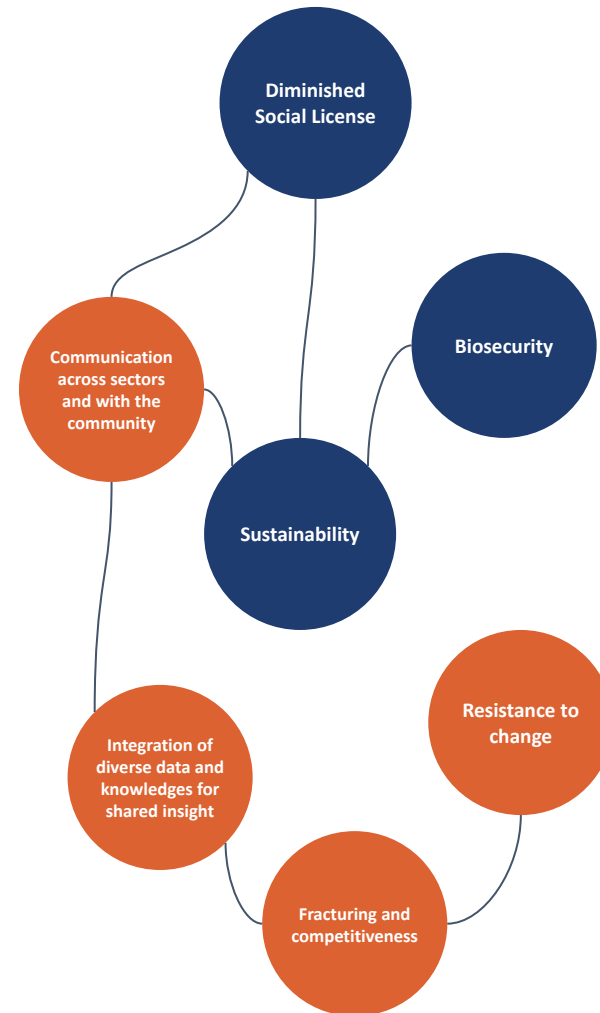 Diminished
Social License
Biosecurity
Communication
across sectors
and with the
community
Sustainability
Resistance to
change
Integration of
diverse data and
knowledges for
shared insight
Fracturing and
competitiveness